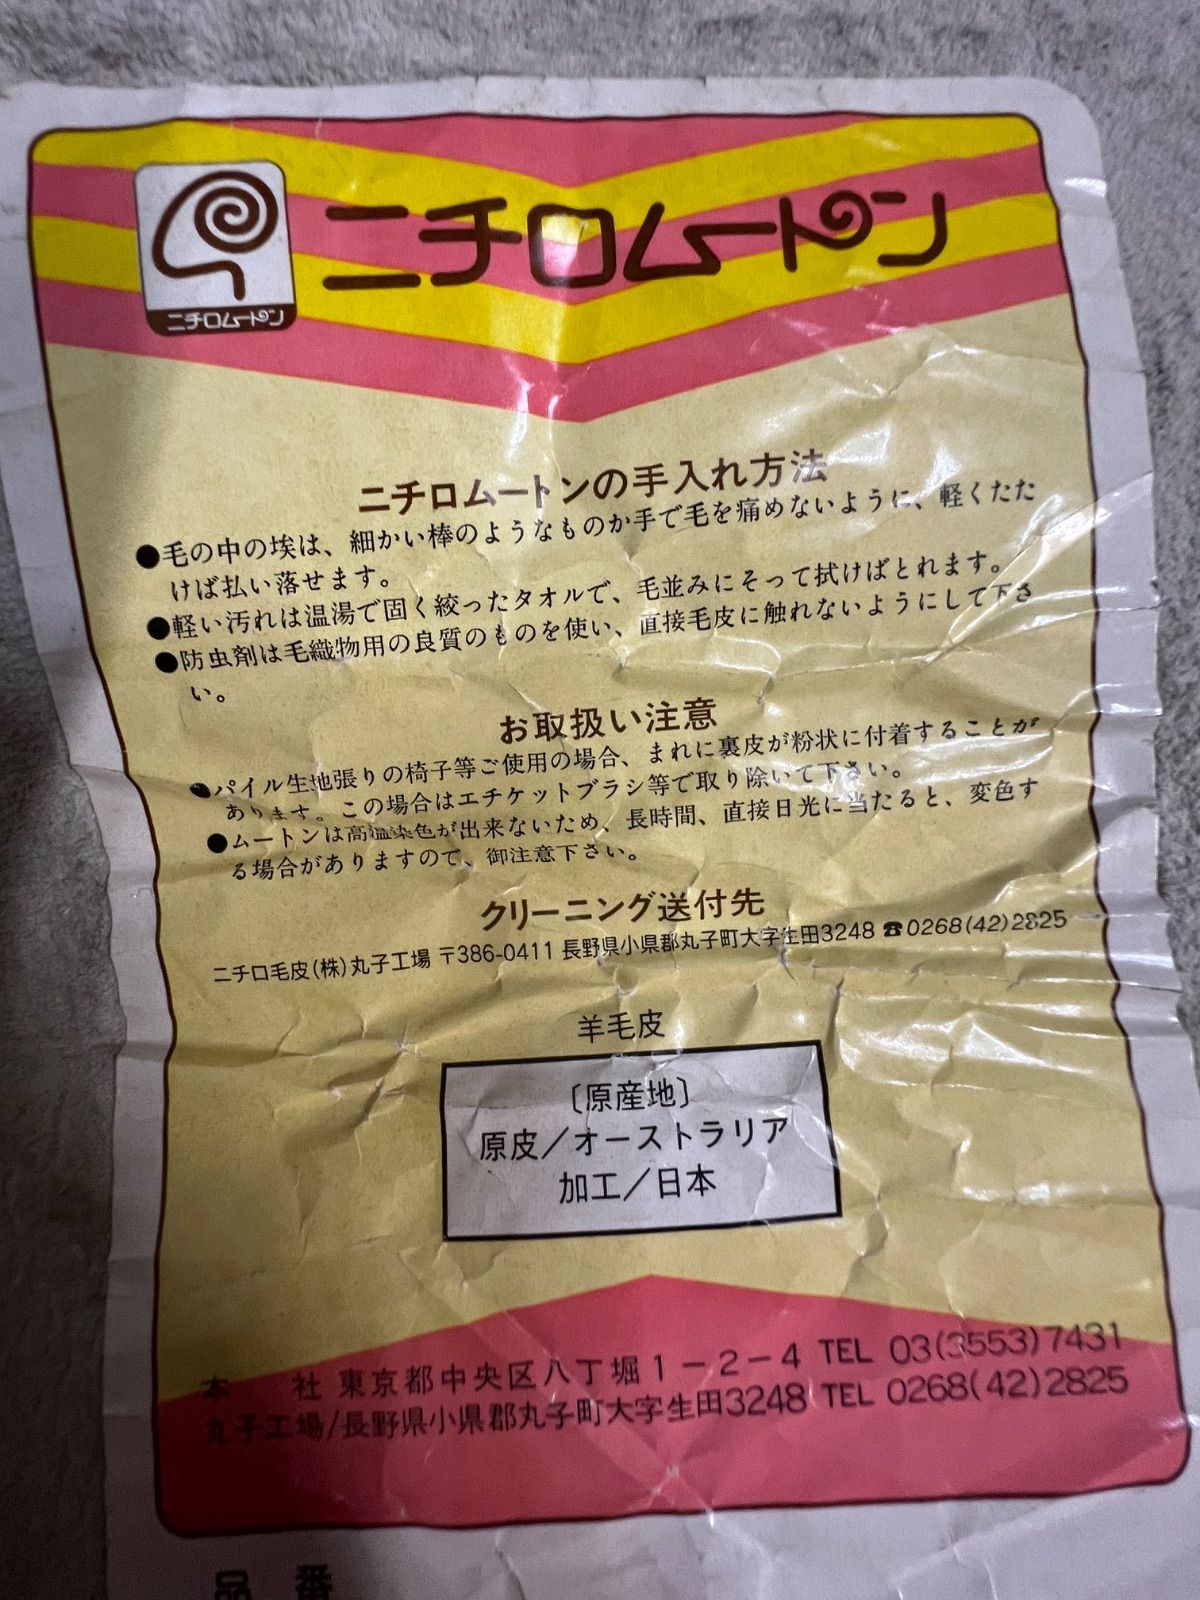 ニチロムートン
ニチロムートン
ニチロムートンの手入れ方法
●毛の中の埃は、細かい棒のようなものか手で毛を痛めないように、軽くたた
けば払い落せます。
●軽い汚れは温湯で固く絞ったタオルで、毛並みにそって拭けばとれます。
●防虫剤は毛織物用の良質のものを使い、直接毛皮に触れないようにして下さ
い。
お取扱い注意
●パイル生地張りの椅子等ご使用の場合、まれに裏皮が粉状に付着することが
あります。この場合はエチケットブラシ等で取り除いて下さい。
●ムートンは高温染色が出来ないため、長時間、直接日光に当たると、変色す
る場合がありますので、御注意下さい。
クリーニング送付先
ニチロ毛皮(株)丸子工場 〒386-0411 長野県小県郡丸子町大字生田3248 ☎0268(42)2825
羊毛皮
〔原産地〕
原皮／オーストラリア
加工／日本
本　　社 東京都中央区八丁堀1－2－4 TEL 03(3553)7431
丸子工場/長野県小県郡丸子町大字生田3248 TEL 0268(42)2825
品　番